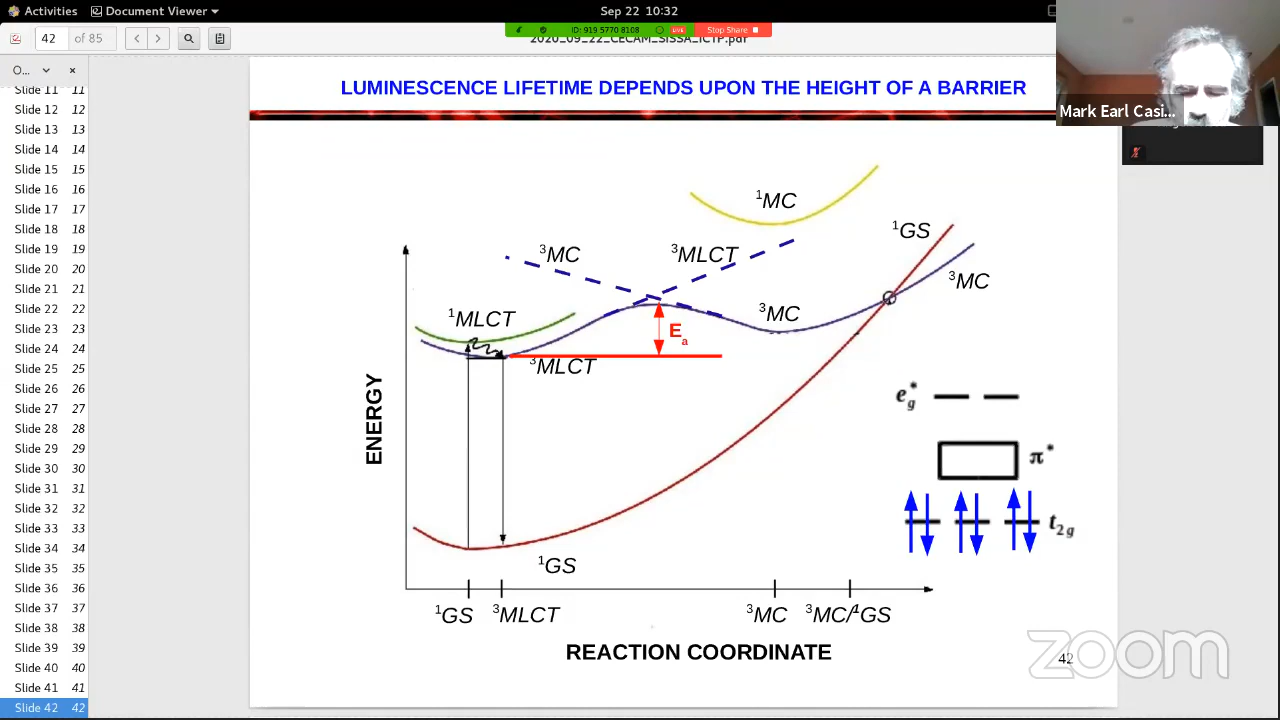 Activities Document Viewer Sep 22 10:32
42 of 85
ID: 919 5770 8108 LIVE Stop Share
2020_09_22_CECAM_SISSA_ICTP.pdf
O...
Slide 11 11
Slide 12 12
Slide 13 13
Slide 14 14
Slide 15 15
Slide 16 16
Slide 17 17
Slide 18 18
Slide 19 19
Slide 20 20
Slide 21 21
Slide 22 22
Slide 23 23
Slide 24 24
Slide 25 25
Slide 26 26
Slide 27 27
Slide 28 28
Slide 29 29
Slide 30 30
Slide 31 31
Slide 32 32
Slide 33 33
Slide 34 34
Slide 35 35
Slide 36 36
Slide 37 37
Slide 38 38
Slide 39 39
Slide 40 40
Slide 41 41
Slide 42 42
LUMINESCENCE LIFETIME DEPENDS UPON THE HEIGHT OF A BARRIER
Mark Earl Casi...
¹MC
¹GS
³MC ³MLCT
³MC
¹MLCT
³MC
Eₐ
³MLCT
ENERGY
e*g
π*
t2g
¹GS
¹GS ³MLCT ³MC ³MC/¹GS
REACTION COORDINATE
42
zoom